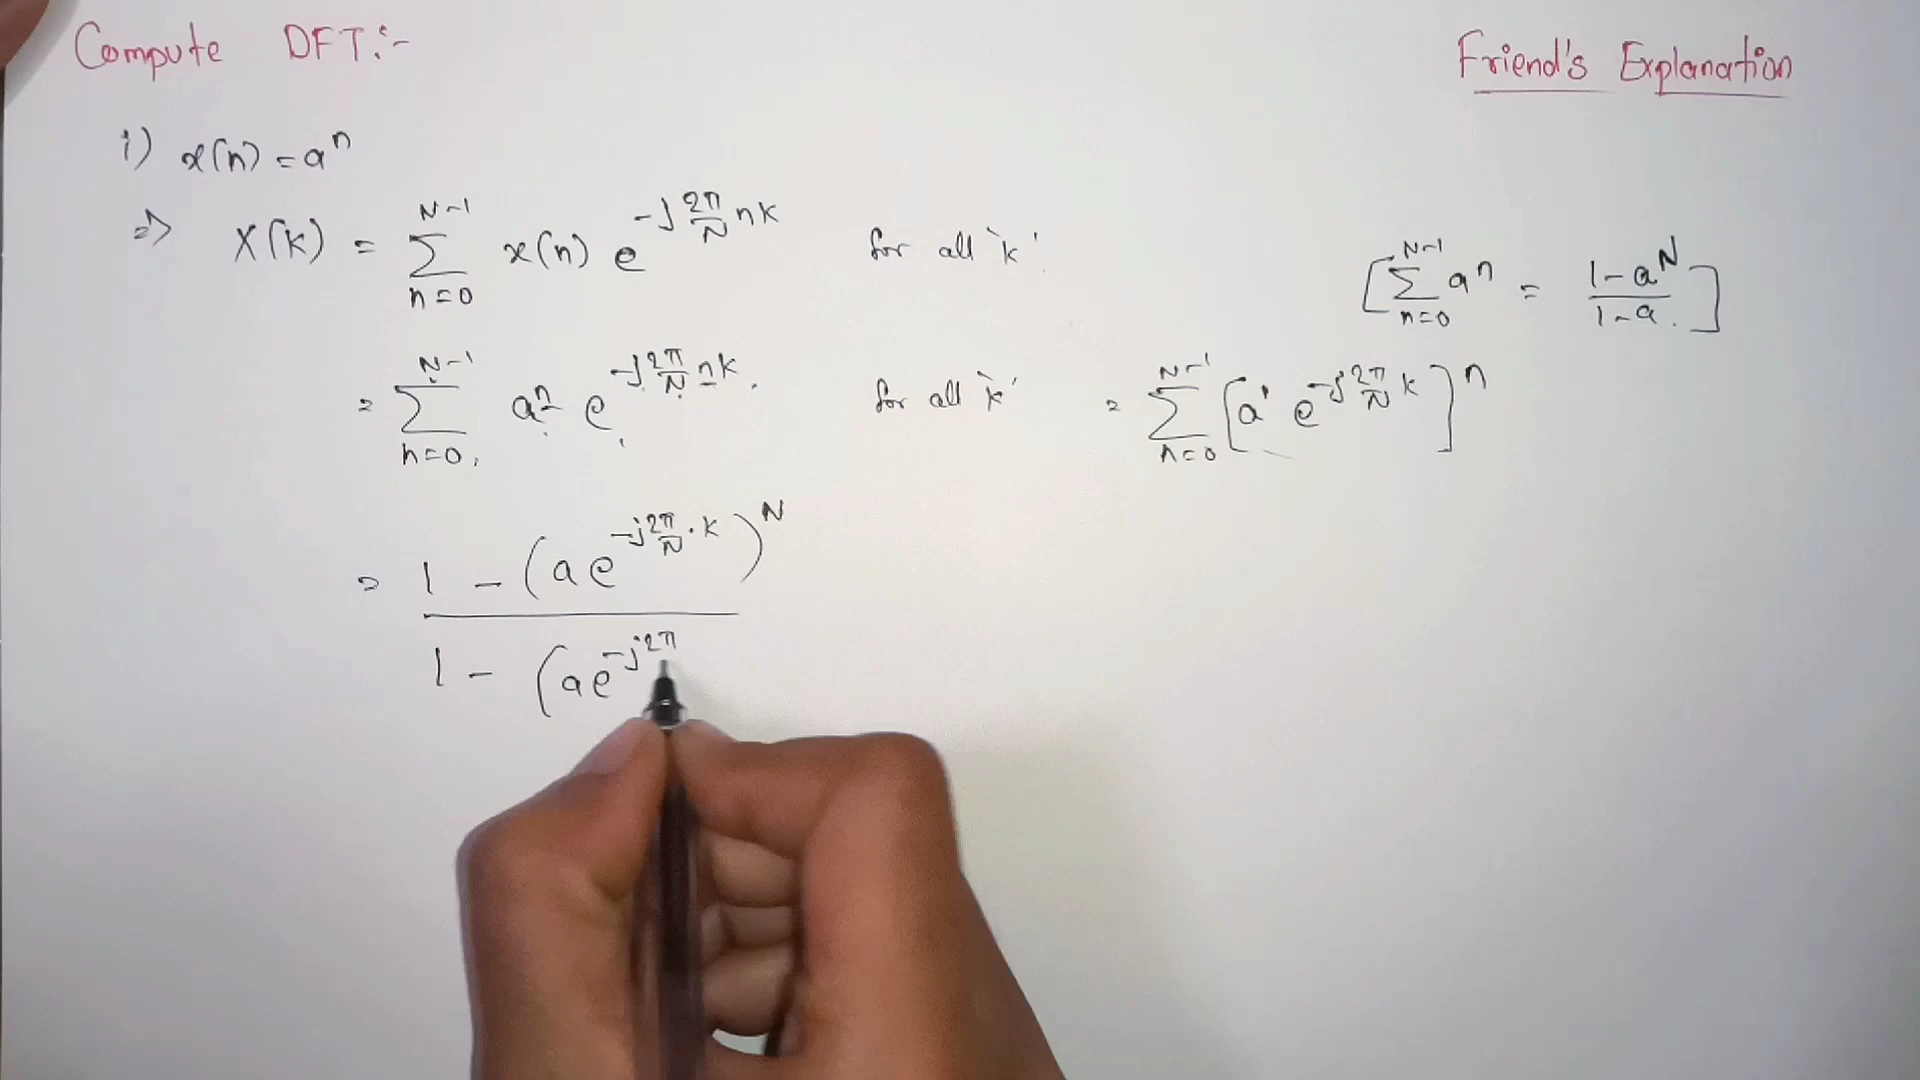 Compute DFT:-
Friend's Explanation
i) x(n) = a^n
=> X(k) = Σ_{n=0}^{N-1} x(n) e^{-j 2π/N nk} for all 'k'.
[Σ_{n=0}^{N-1} a^n = (1-a^N)/(1-a)]
= Σ_{n=0}^{N-1} a^n e^{-j 2π/N nk}. for all 'k' = Σ_{n=0}^{N-1} [a' e^{-j 2π/N k}]^n
= 1 - (a e^{-j 2π/N · k})^N
1 - (a e^{-j 2π